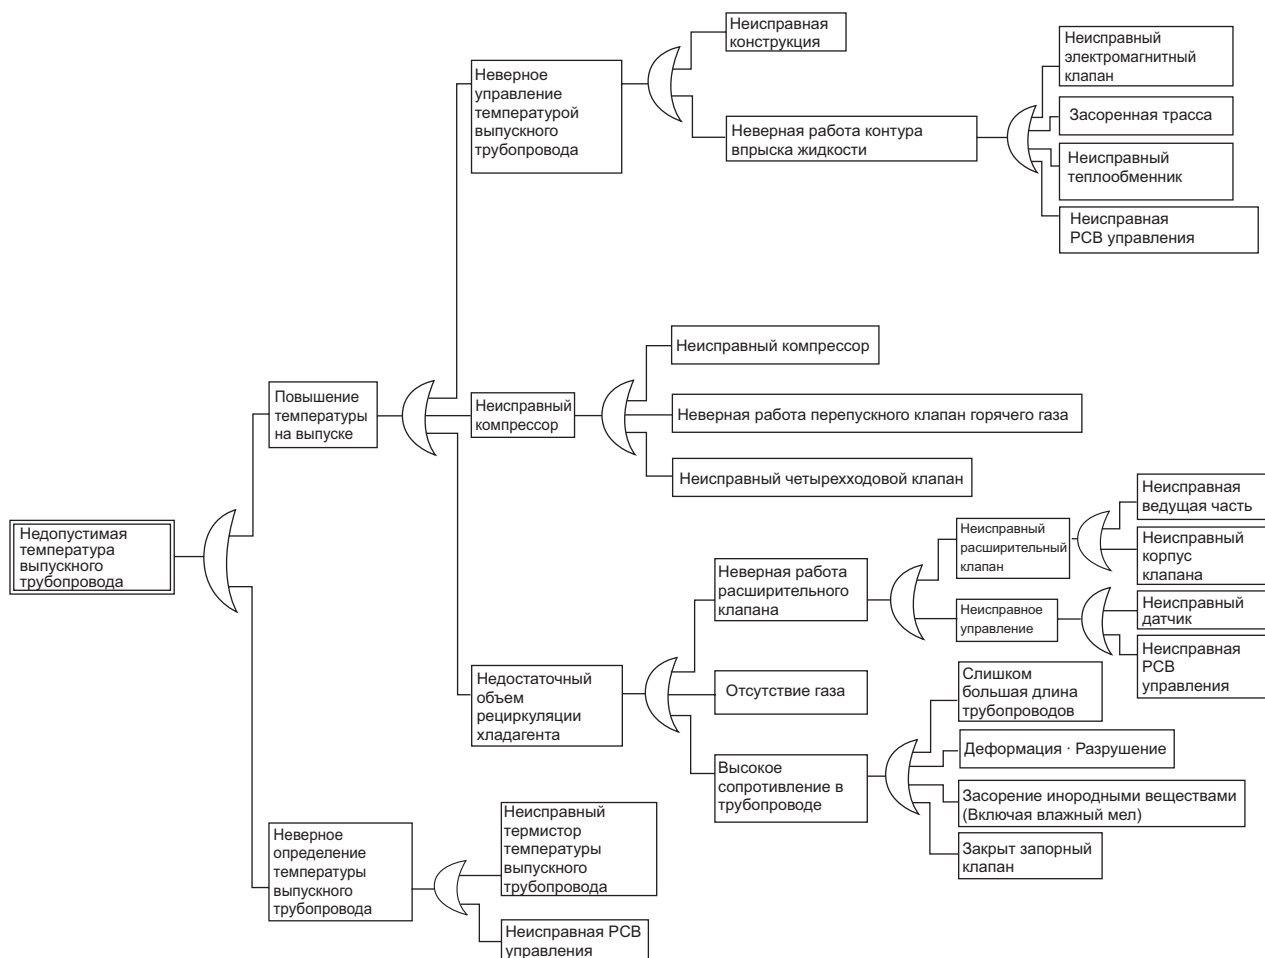 Неисправная
конструкция
Неисправный
электромагнитный
клапан
Неверное
управление
температурой
выпускного
трубопровода
Засоренная трасса
Неверная работа контура
впрыска жидкости
Неисправный
теплообменник
Неисправная
PCB управления
Неисправный компрессор
Повышение
температуры
на выпуске
Неисправный
компрессор
Неверная работа перепускного клапан горячего газа
Неисправный четырехходовой клапан
Недопустимая
температура
выпускного
трубопровода
Неисправная
ведущая часть
Неисправный
расширительный
клапан
Неисправный
корпус
клапана
Неверная работа
расширительного
клапана
Неисправное
управление
Неисправный
датчик
Неисправная
PCB
управления
Недостаточный
объем
рециркуляции
хладагента
Отсутствие газа
Слишком
большая длина
трубопроводов
Деформация · Разрушение
Высокое
сопротивление в
трубопроводе
Засорение инородными веществами
(Включая влажный мел)
Закрыт запорный
клапан
Неверное
определение
температуры
выпускного
трубопровода
Неисправный
термистор
температуры
выпускного
трубопровода
Неисправная PCB
управления